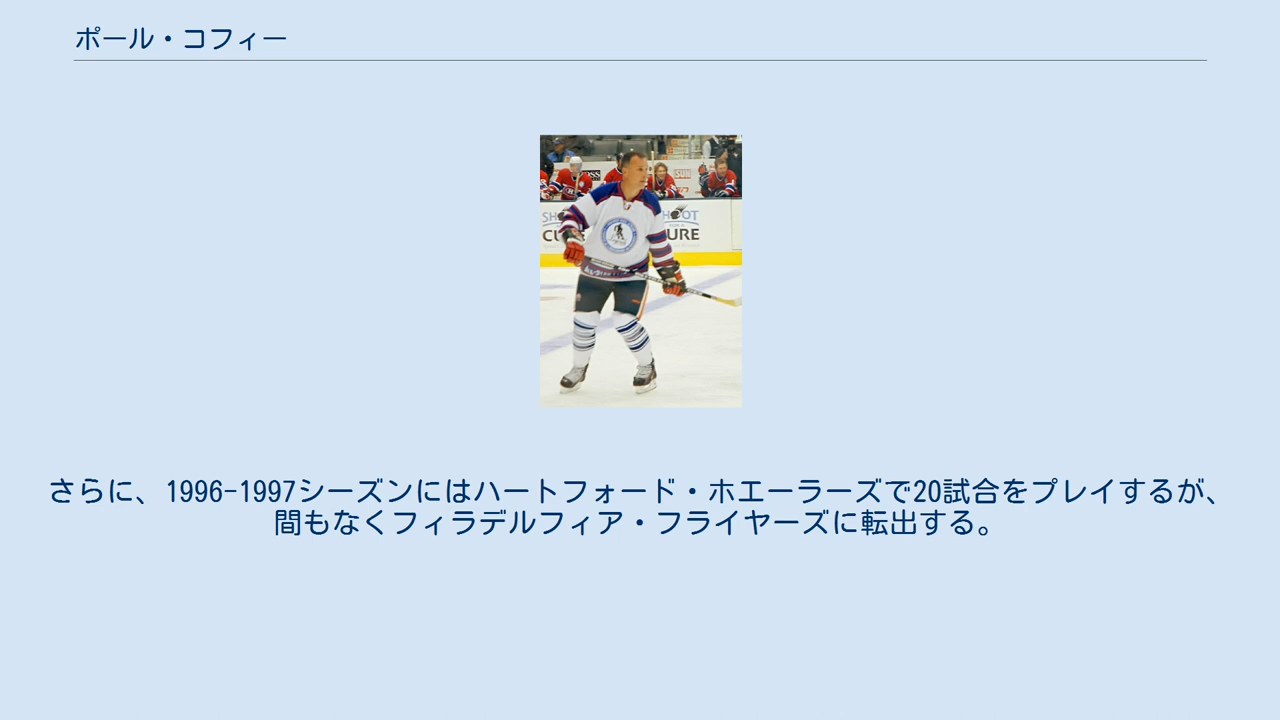 ポール・コフィー
SHOOT
FOR A
CURE
さらに、1996-1997シーズンにはハートフォード・ホエーラーズで20試合をプレイするが、
間もなくフィラデルフィア・フライヤーズに転出する。